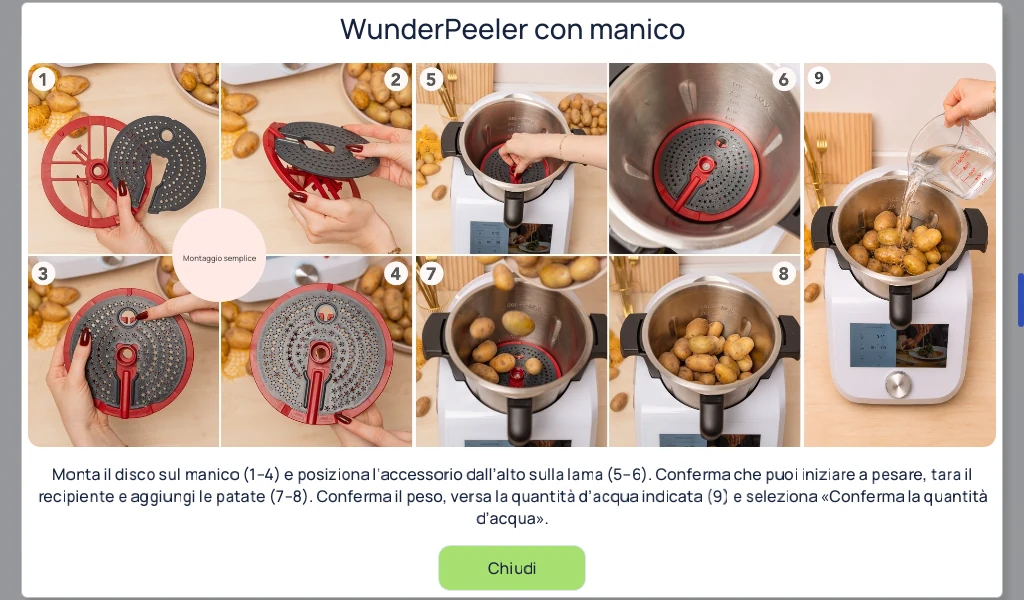 WunderPeeler con manico
1
2
5
6
9
Montaggio semplice
3
4
7
8
Monta il disco sul manico (1–4) e posiziona l'accessorio dall'alto sulla lama (5–6). Conferma che puoi iniziare a pesare, tara il
recipiente e aggiungi le patate (7–8). Conferma il peso, versa la quantità d'acqua indicata (9) e seleziona «Conferma la quantità
d'acqua».
Chiudi